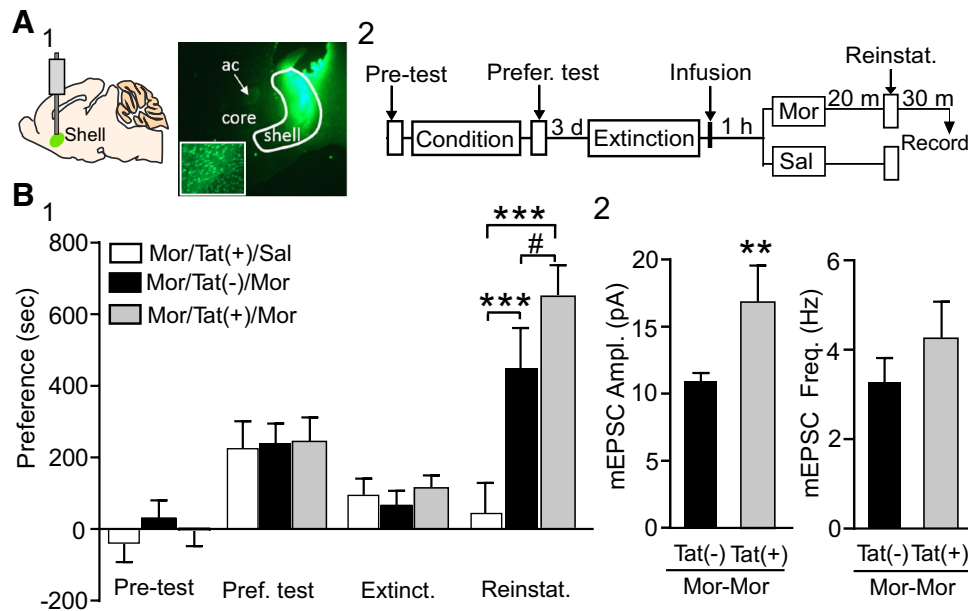 A
1
Shell
ac
core
shell
2
Pre-test
Prefer. test
Infusion
Reinstat.
Condition
3 d
Extinction
1 h
Mor
20 m
30 m
Sal
Record
B
1
Preference (sec)
800
600
400
200
0
-200
Mor/Tat(+)/Sal
Mor/Tat(-)/Mor
Mor/Tat(+)/Mor
***
#
***
Pre-test
Pref. test
Extinct.
Reinstat.
2
mEPSC Ampl. (pA)
20
15
10
5
0
**
Tat(-) Tat(+)
Mor-Mor
mEPSC Freq. (Hz)
6
4
2
0
Tat(-) Tat(+)
Mor-Mor